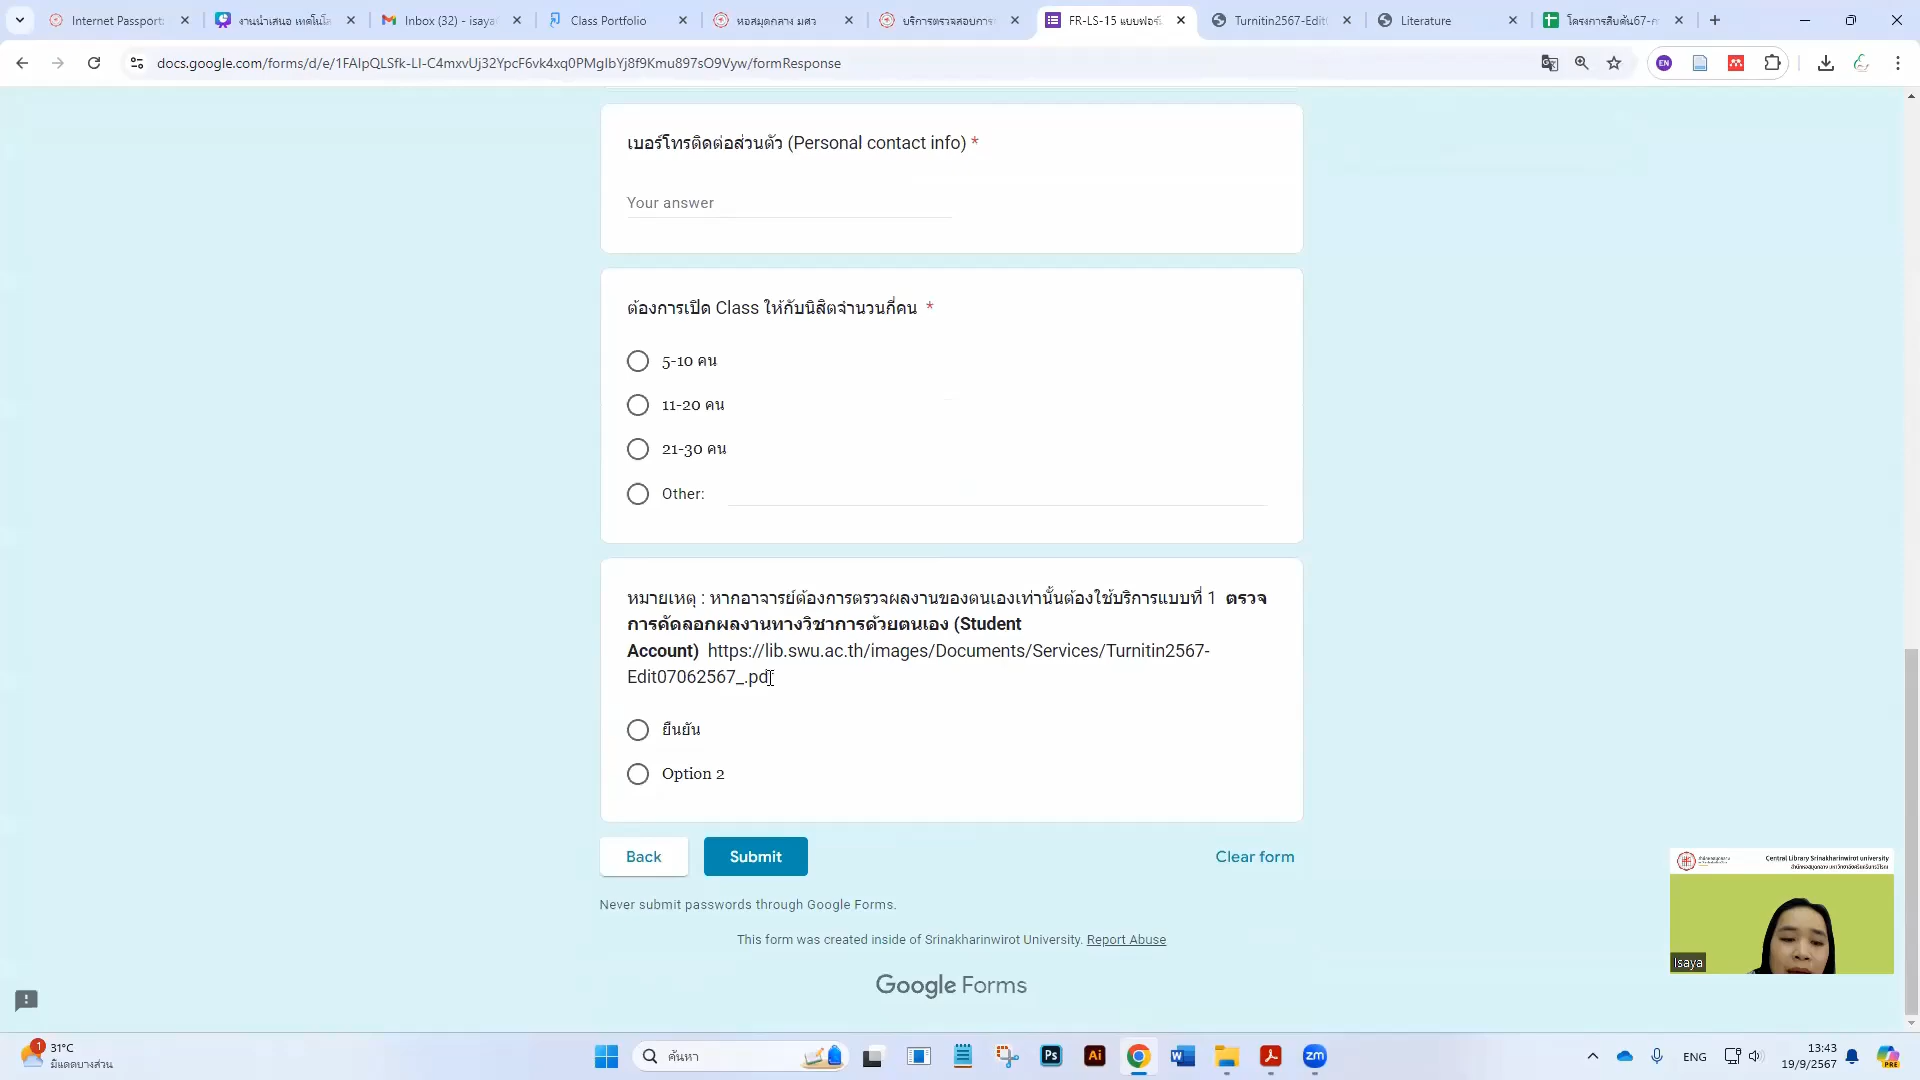 Internet Passport
งานนำเสนอ เทคโนโล
Inbox (32) - isaya
Class Portfolio
หอสมุดกลาง มศว
บริการตรวจสอบการ
FR-LS-15 แบบฟอร์ม
Turnitin2567-Edit
Literature
โครงการสืบค้น67-ก
docs.google.com/forms/d/e/1FAIpQLSfk-LI-C4mxvUj32YpcF6vk4xq0PMgIbYj8f9Kmu897sO9Vyw/formResponse
EN
เบอร์โทรติดต่อส่วนตัว (Personal contact info) *
Your answer
ต้องการเปิด Class ให้กับนิสิตจำนวนกี่คน *
5-10 คน
11-20 คน
21-30 คน
Other:
หมายเหตุ : หากอาจารย์ต้องการตรวจผลงานของตนเองเท่านั้นต้องใช้บริการแบบที่ 1 ตรวจ
การคัดลอกผลงานทางวิชาการด้วยตนเอง (Student
Account) https://lib.swu.ac.th/images/Documents/Services/Turnitin2567-
Edit07062567_.pd
ยืนยัน
Option 2
Back
Submit
Clear form
Never submit passwords through Google Forms.
This form was created inside of Srinakharinwirot University. Report Abuse
Google Forms
Central Library Srinakharinwirot university
Isaya
1
31°C
มีแดดบางส่วน
ค้นหา
Ps
Ai
W
zm
ENG
13:43
19/9/2567
PRE